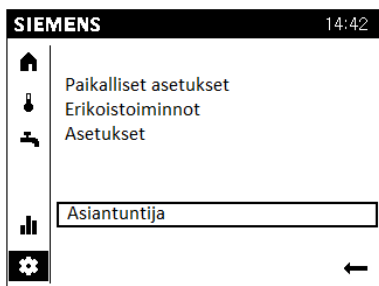 SIEMENS 14:42
Paikalliset asetukset
Erikoistoiminnot
Asetukset
Asiantuntija